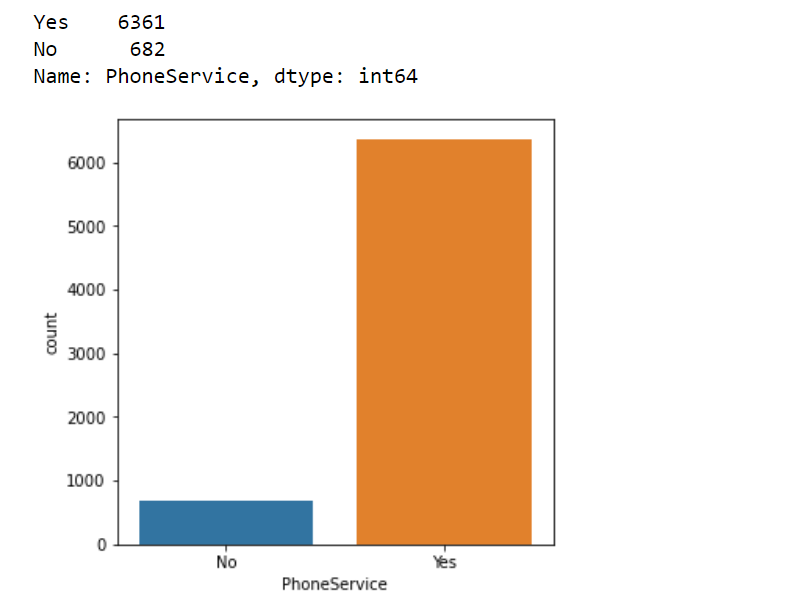 Yes 6361
No 682
Name: PhoneService, dtype: int64
6000
5000
4000
3000
2000
1000
0
count
No Yes
PhoneService